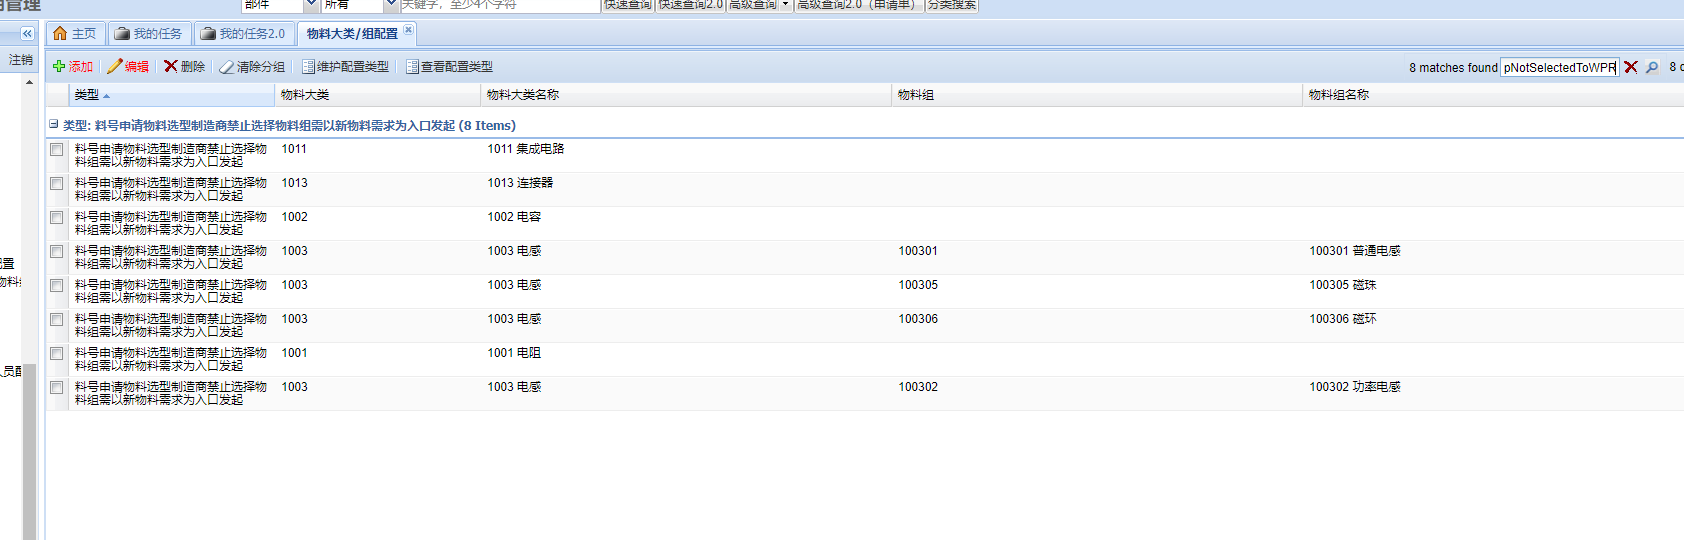 用管理
部件 所有 关键字，至少4个字符 快速查询 快速查询2.0 高级查询 高级查询2.0（申请单） 分类搜索
主页 我的任务 我的任务2.0 物料大类/组配置
注销
添加 编辑 删除 清除分组 维护配置类型 查看配置类型 8 matches found pNotSelectedToWPR
类型 物料大类 物料大类名称 物料组 物料组名称
类型: 料号申请物料选型制造商禁止选择物料组需以新物料需求为入口发起 (8 Items)
料号申请物料选型制造商禁止选择物 1011 1011 集成电路
料组需以新物料需求为入口发起
料号申请物料选型制造商禁止选择物 1013 1013 连接器
料组需以新物料需求为入口发起
料号申请物料选型制造商禁止选择物 1002 1002 电容
料组需以新物料需求为入口发起
料号申请物料选型制造商禁止选择物 1003 1003 电感 100301 100301 普通电感
料组需以新物料需求为入口发起
配置
物料组
料号申请物料选型制造商禁止选择物 1003 1003 电感 100305 100305 磁珠
料组需以新物料需求为入口发起
料号申请物料选型制造商禁止选择物 1003 1003 电感 100306 100306 磁环
料组需以新物料需求为入口发起
料号申请物料选型制造商禁止选择物 1001 1001 电阻
料组需以新物料需求为入口发起
人员配
料号申请物料选型制造商禁止选择物 1003 1003 电感 100302 100302 功率电感
料组需以新物料需求为入口发起